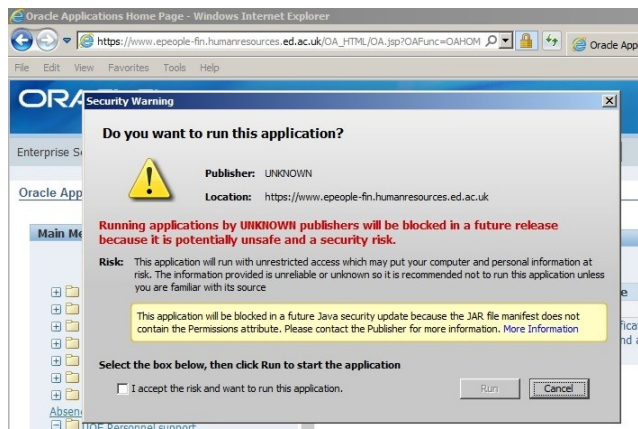 Oracle Applications Home Page - Windows Internet Explorer
https://www.epeople-fin.humanresources.ed.ac.uk/OA_HTML/OA.jsp?OAFunc=OAHOM
Oracle App
File Edit View Favorites Tools Help
ORA
Security Warning
Do you want to run this application?
Enterprise S
Publisher: UNKNOWN
Location: https://www.epeople-fin.humanresources.ed.ac.uk
Oracle App
Main Me
Running applications by UNKNOWN publishers will be blocked in a future release
because it is potentially unsafe and a security risk.
Risk: This application will run with unrestricted access which may put your computer and personal information at
risk. The information provided is unreliable or unknown so it is recommended not to run this application unless
you are familiar with its source
This application will be blocked in a future Java security update because the JAR file manifest does not
contain the Permissions attribute. Please contact the Publisher for more information. More Information
Select the box below, then click Run to start the application
I accept the risk and want to run this application.
Run Cancel
Absen
UOE Personnel support